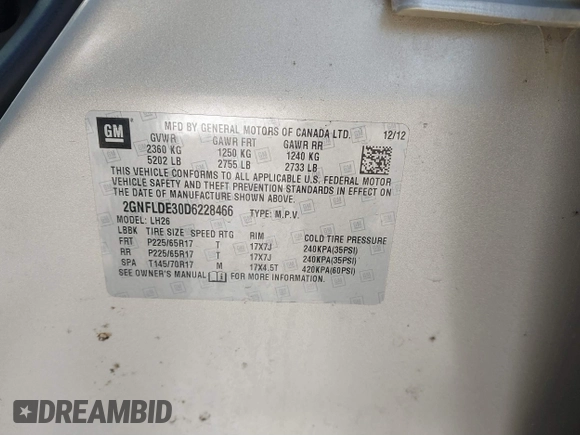 GM
MFD BY GENERAL MOTORS OF CANADA LTD. 12/12
GVWR GAWR FRT GAWR RR
2360 KG 1250 KG 1240 KG
5202 LB 2755 LB 2733 LB
THIS VEHICLE CONFORMS TO ALL APPLICABLE U.S. FEDERAL MOTOR
VEHICLE SAFETY AND THEFT PREVENTION STANDARDS IN EFFECT ON
THE DATE OF MANUFACTURE SHOWN ABOVE.
2GNFLDE30D6228466 TYPE: M.P.V.
MODEL: LH26
LBBK TIRE SIZE SPEED RTG RIM COLD TIRE PRESSURE
FRT P225/65R17 T 17X7J 240KPA(35PSI)
RR P225/65R17 T 17X7J 240KPA(35PSI)
SPA T145/70R17 M 17X4.5T 420KPA(60PSI)
SEE OWNER'S MANUAL FOR MORE INFORMATION.
DREAMBID